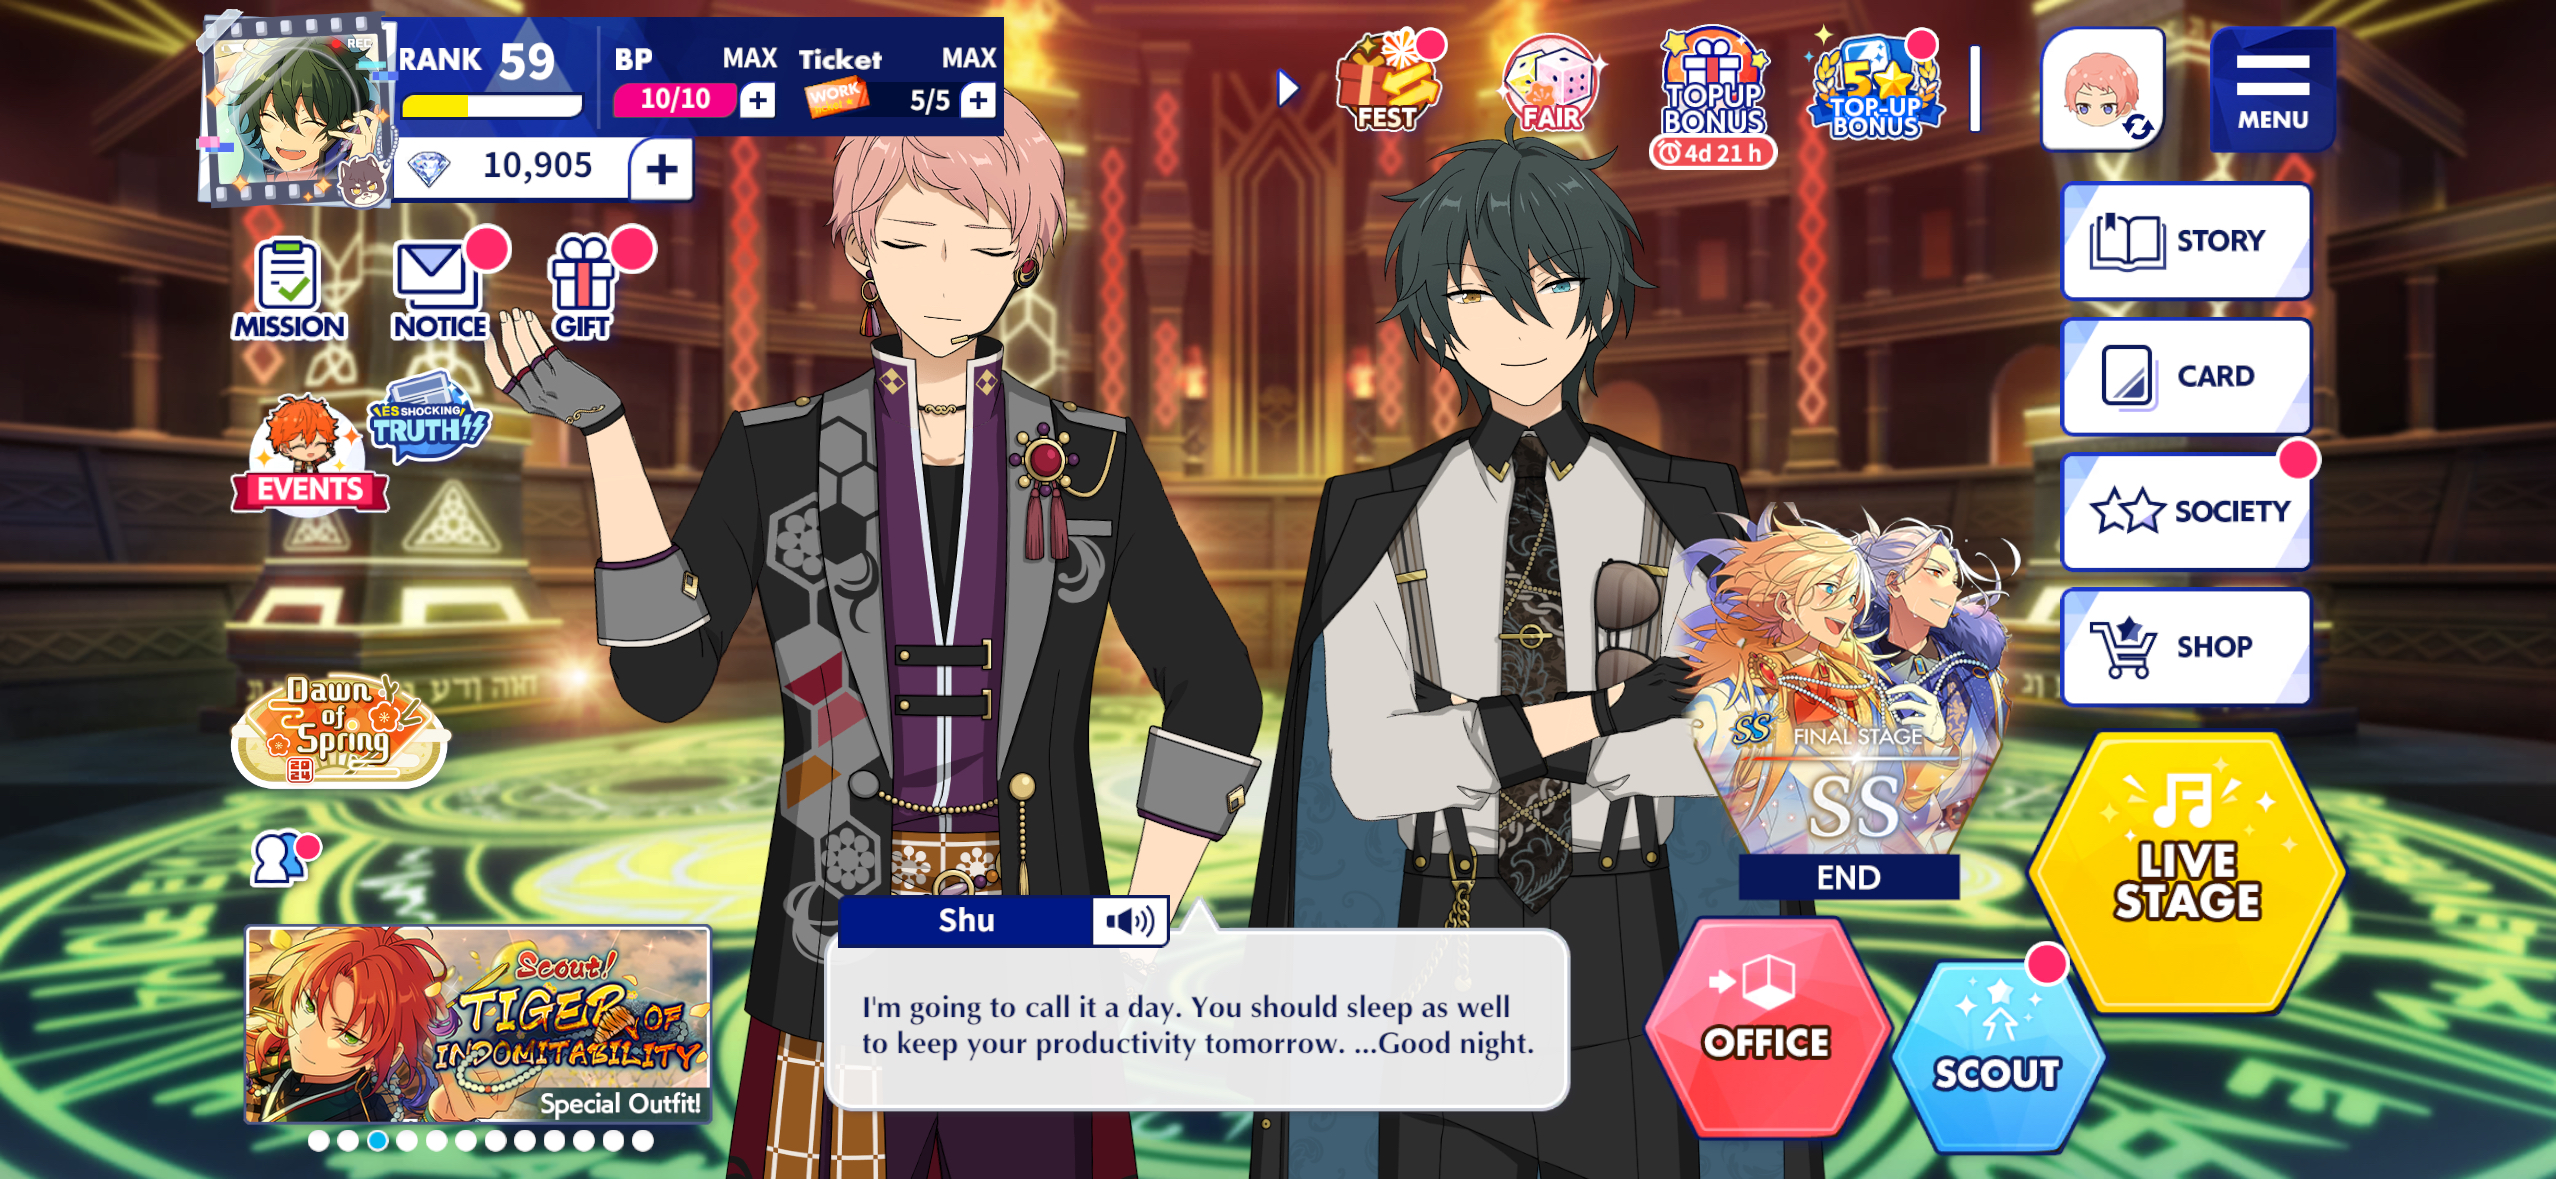 RANK 59
BP MAX
10/10
Ticket MAX
WORK
5/5
10,905
REC
FEST
FAIR
TOPUP
BONUS
4d 21h
5
TOP-UP
BONUS
MENU
MISSION
NOTICE
GIFT
ES SHOCKING
TRUTH!!
EVENTS
STORY
CARD
SOCIETY
SHOP
Dawn
of
Spring
2024
SS FINAL STAGE
SS
END
LIVE
STAGE
OFFICE
SCOUT
Scout!
TIGER OF
INDOMITABILITY
Special Outfit!
Shu
I'm going to call it a day. You should sleep as well
to keep your productivity tomorrow. ...Good night.